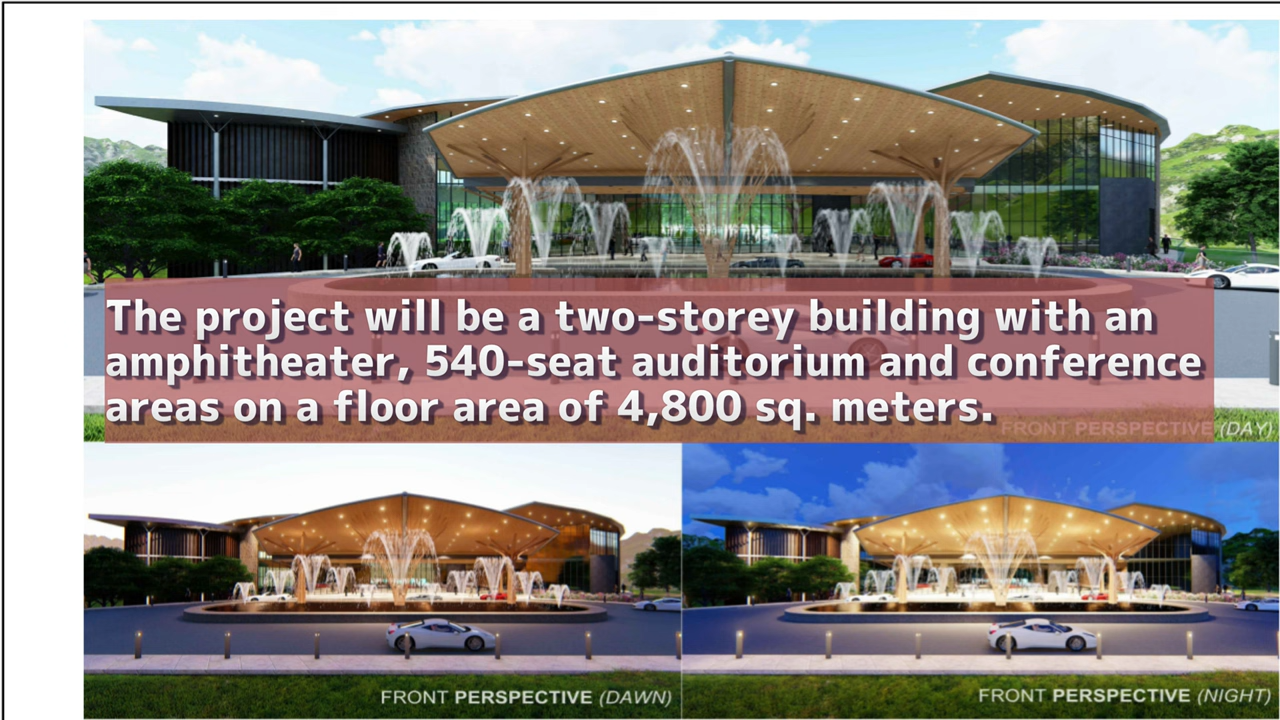 The project will be a two-storey building with an
amphitheater, 540-seat auditorium and conference
areas on a floor area of 4,800 sq. meters.
FRONT PERSPECTIVE (DAY)
FRONT PERSPECTIVE (DAWN)
FRONT PERSPECTIVE (NIGHT)